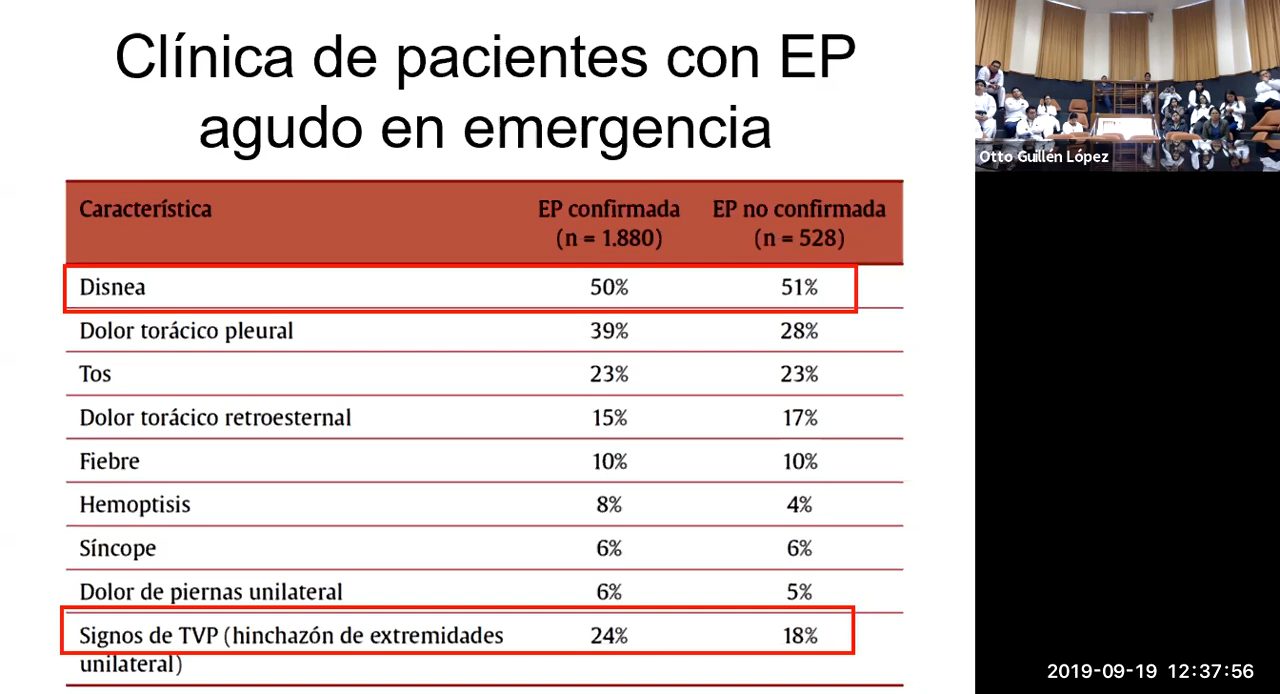 Clínica de pacientes con EP
agudo en emergencia
Característica EP confirmada EP no confirmada
(n = 1.880) (n = 528)
Disnea 50% 51%
Dolor torácico pleural 39% 28%
Tos 23% 23%
Dolor torácico retroesternal 15% 17%
Fiebre 10% 10%
Hemoptisis 8% 4%
Síncope 6% 6%
Dolor de piernas unilateral 6% 5%
Signos de TVP (hinchazón de extremidades 24% 18%
unilateral)
Otto Guillén López
2019-09-19 12:37:56